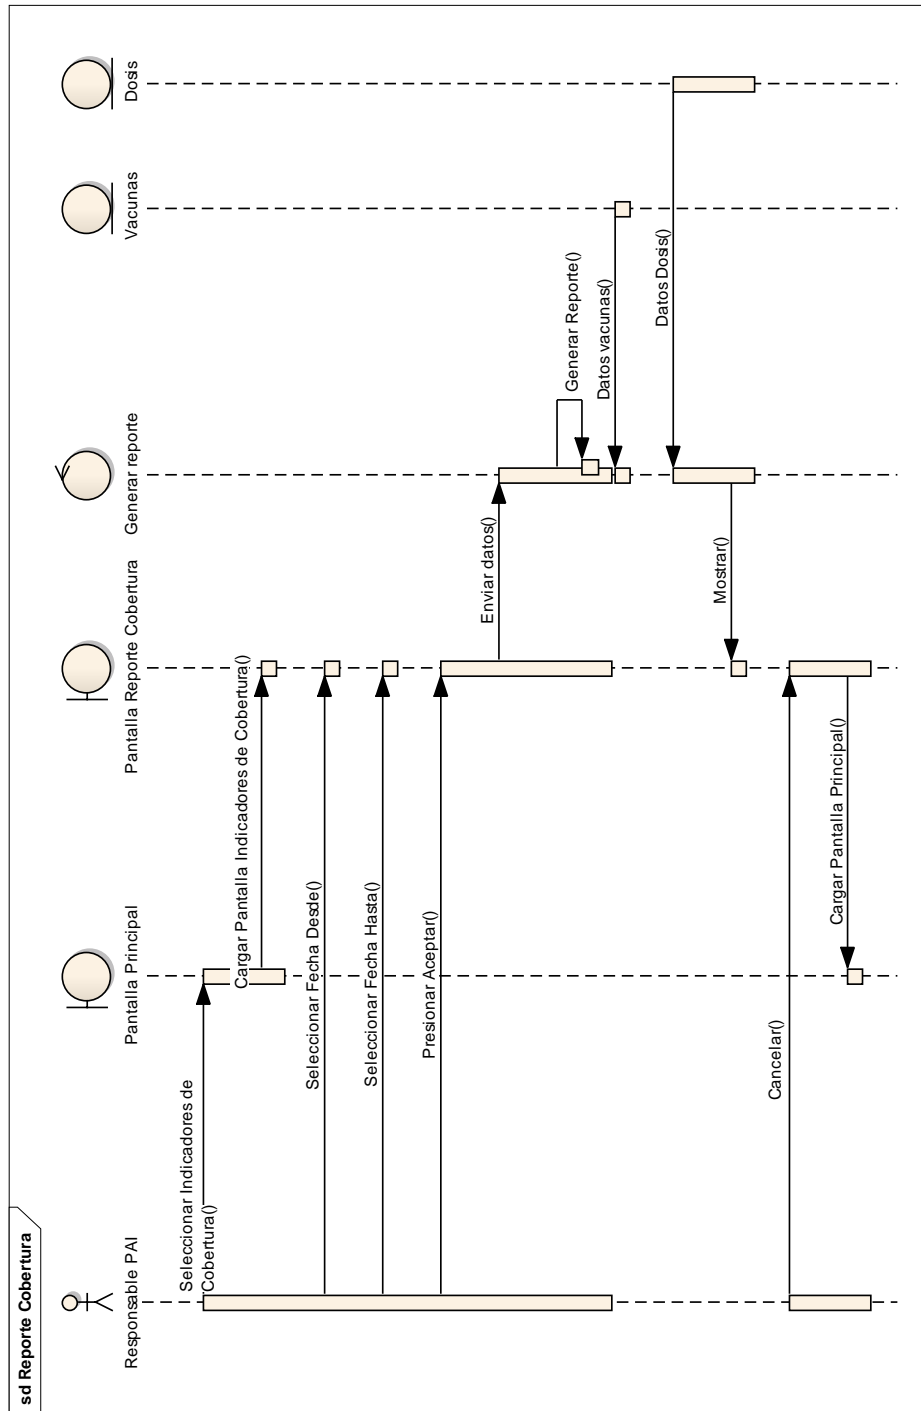 sd Reporte Cobertura
Responsable PAI
Pantalla Principal
Pantalla Reporte Cobertura
Generar reporte
Vacunas
Dosis
Seleccionar Indicadores de
Cobertura()
Cargar Pantalla Indicadores de Cobertura()
Seleccionar Fecha Desde()
Seleccionar Fecha Hasta()
Presionar Aceptar()
Enviar datos()
Generar Reporte()
Datos vacunas()
Datos Dosis()
Mostrar()
Cancelar()
Cargar Pantalla Principal()